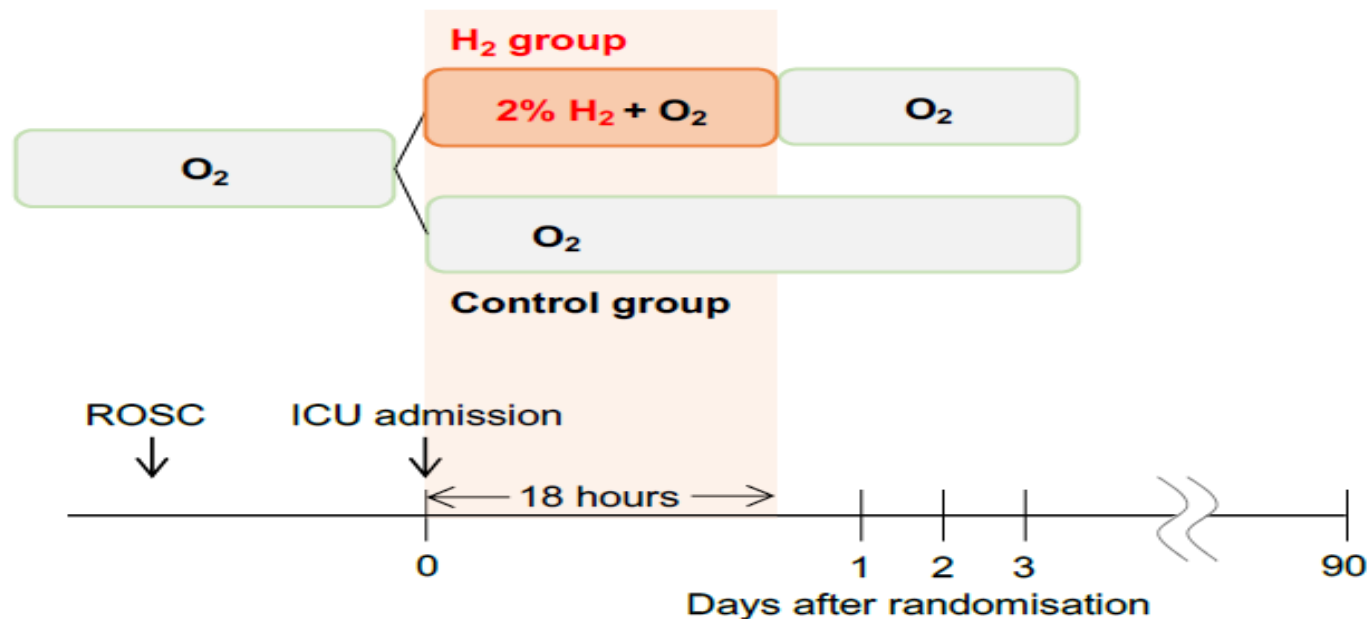 H₂ group
2% H₂ + O₂
O₂
O₂
O₂
Control group
ROSC
ICU admission
18 hours
0
1
2
3
90
Days after randomisation